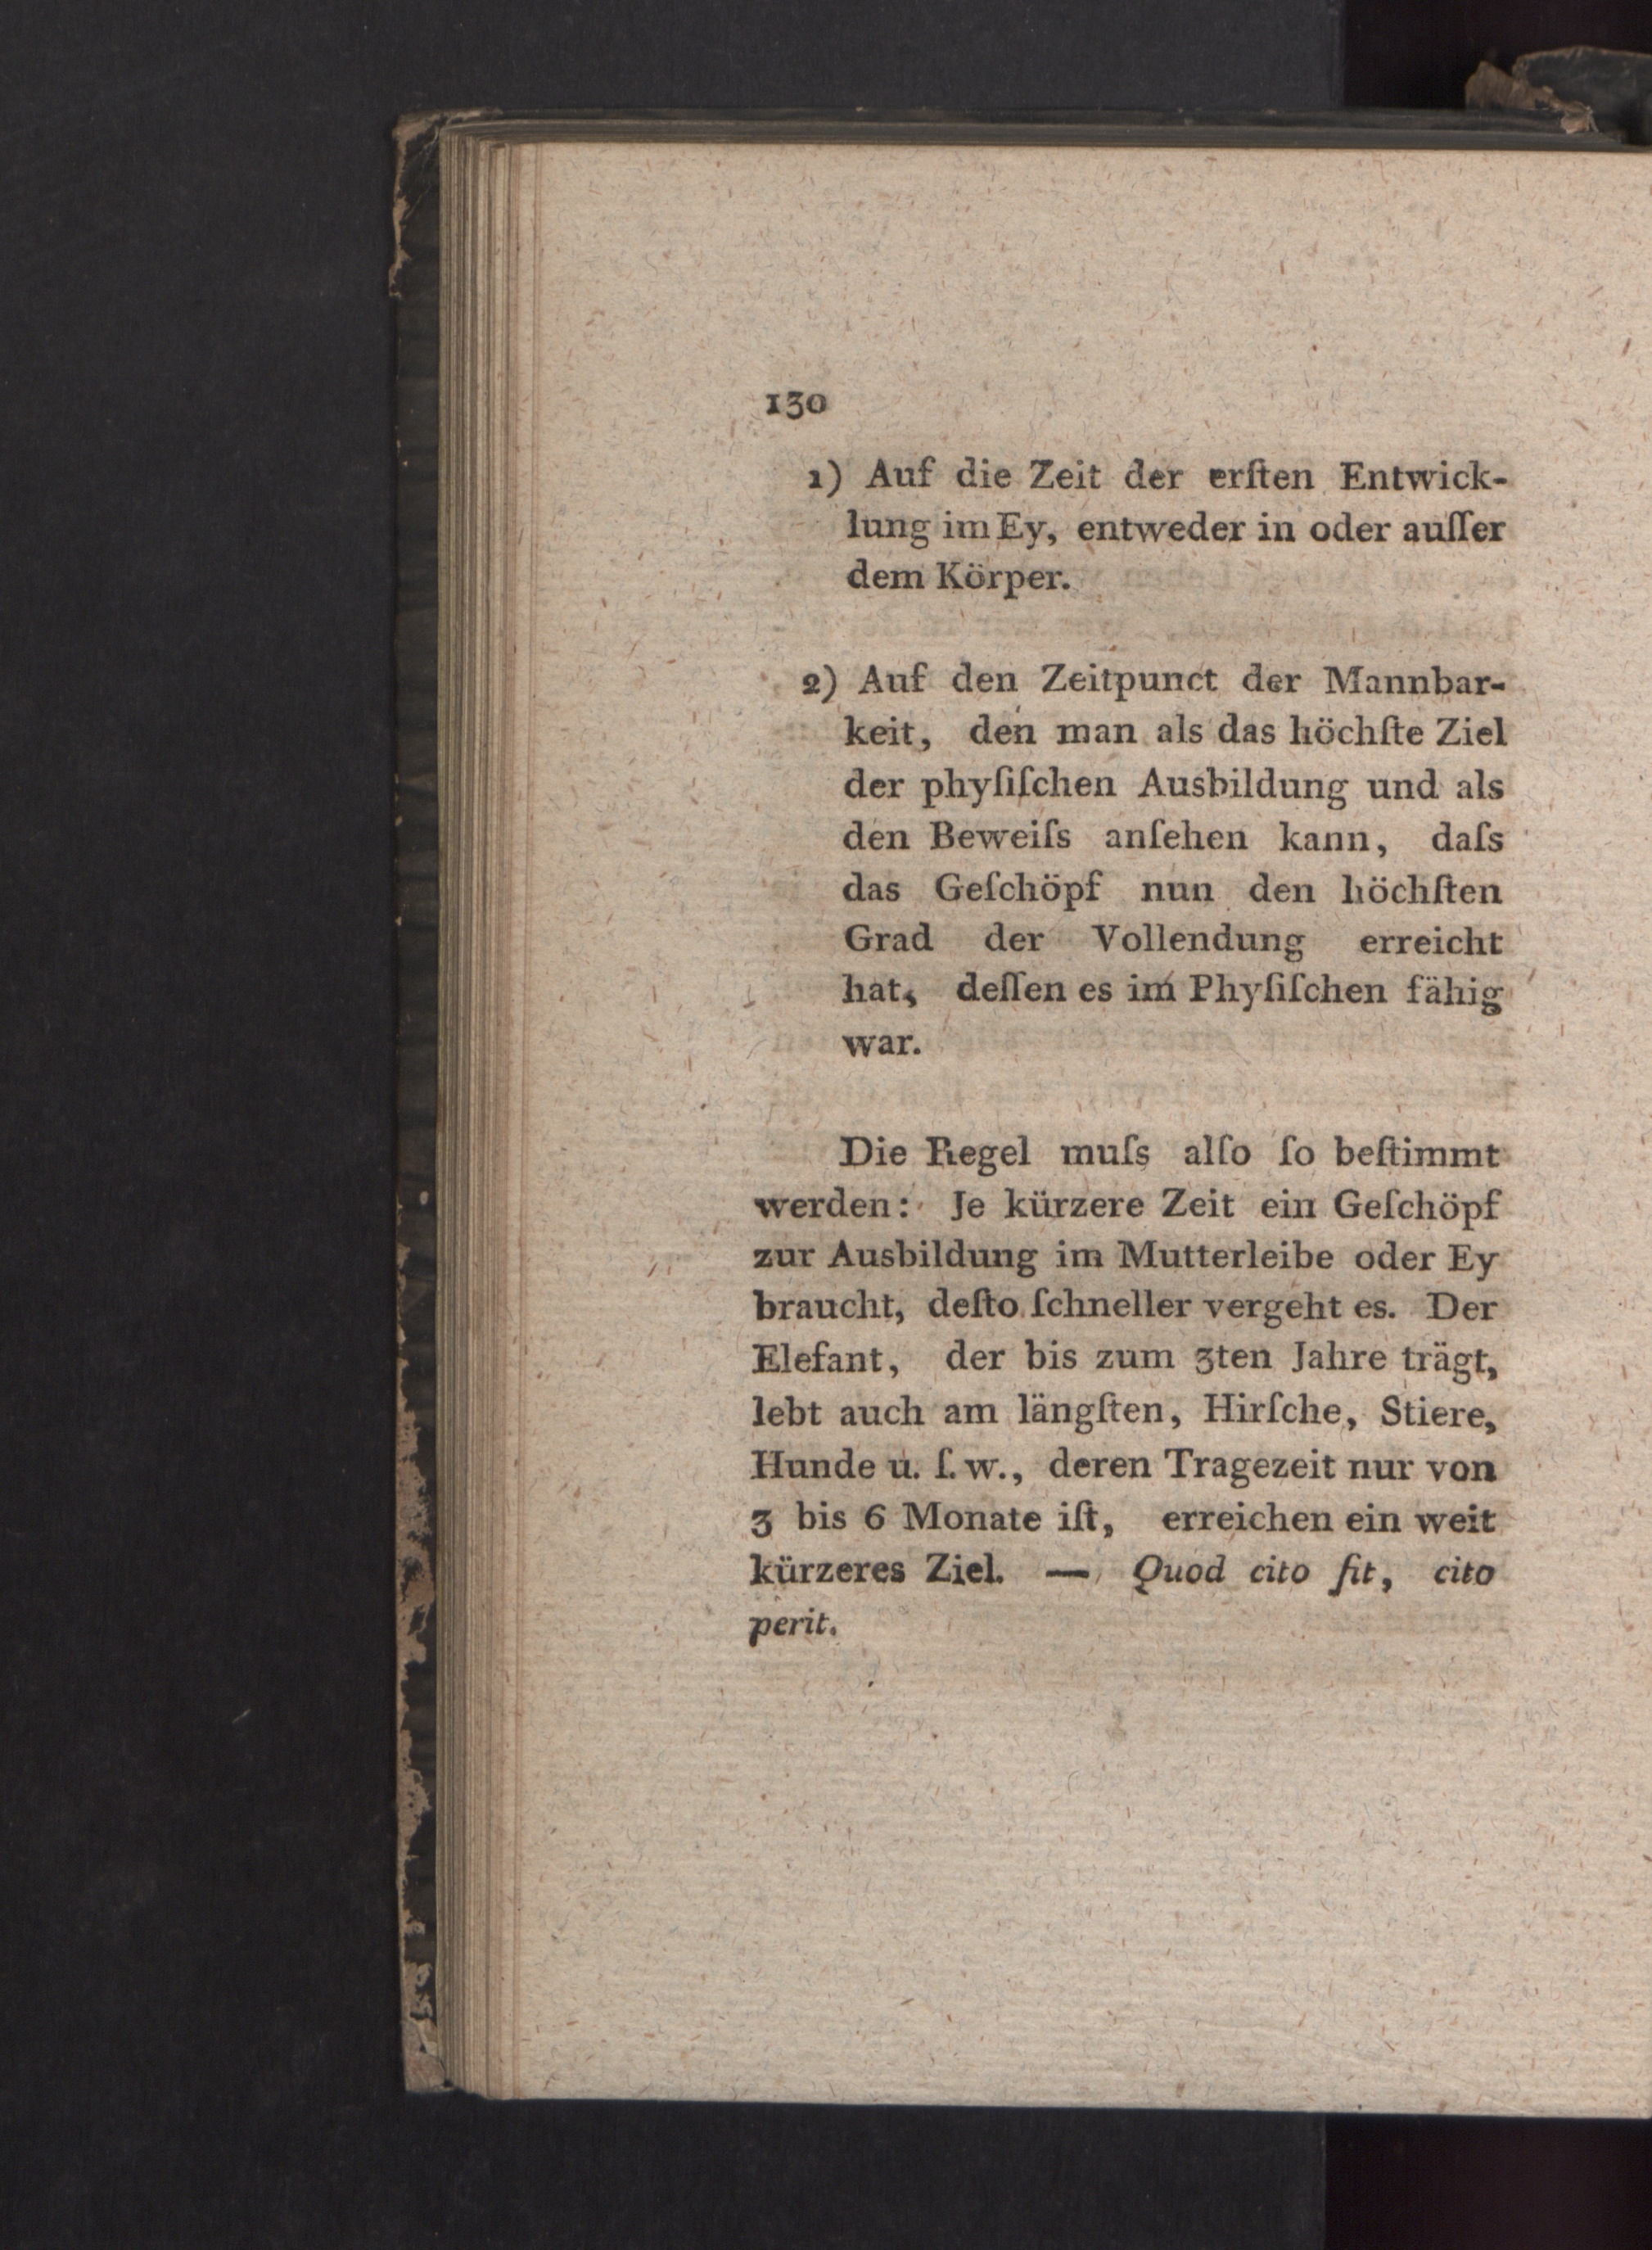 130
1) Auf die Zeit der erſten Entwick-
lung im Ey, entweder in oder auſſer
dem Körper.
2) Auf den Zeitpunct der Mannbar-
keit, den man als das höchſte Ziel
der phyſiſchen Ausbildung und als
den Beweiſs anſehen kann, daſs
das Geſchöpf nun den höchſten
Grad der Vollendung erreicht
hat, deſſen es im Phyſiſchen fähig
war.
Die Regel muſs alſo ſo beſtimmt
werden: Je kürzere Zeit ein Geſchöpf
zur Ausbildung im Mutterleibe oder Ey
braucht, deſto ſchneller vergeht es. Der
Elefant, der bis zum 3ten Jahre trägt,
lebt auch am längſten, Hirſche, Stiere,
Hunde u. ſ. w., deren Tragezeit nur von
3 bis 6 Monate iſt, erreichen ein weit
kürzeres Ziel. — Quod cito fit, cito
perit.